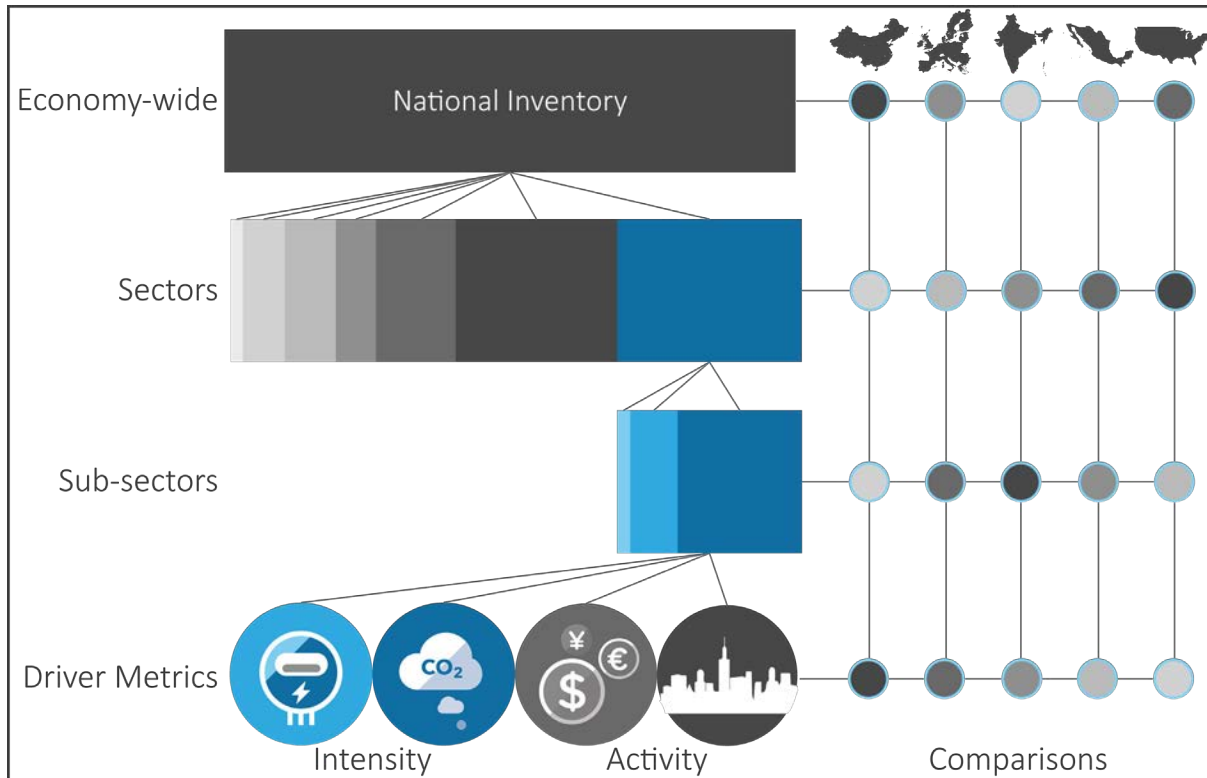 Economy-wide
National Inventory
Sectors
Sub-sectors
Driver Metrics
CO₂
¥
€
$
Intensity
Activity
Comparisons